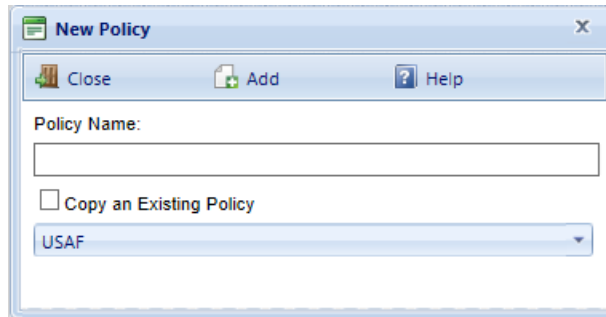 New Policy
Close Add Help
Policy Name:
Copy an Existing Policy
USAF